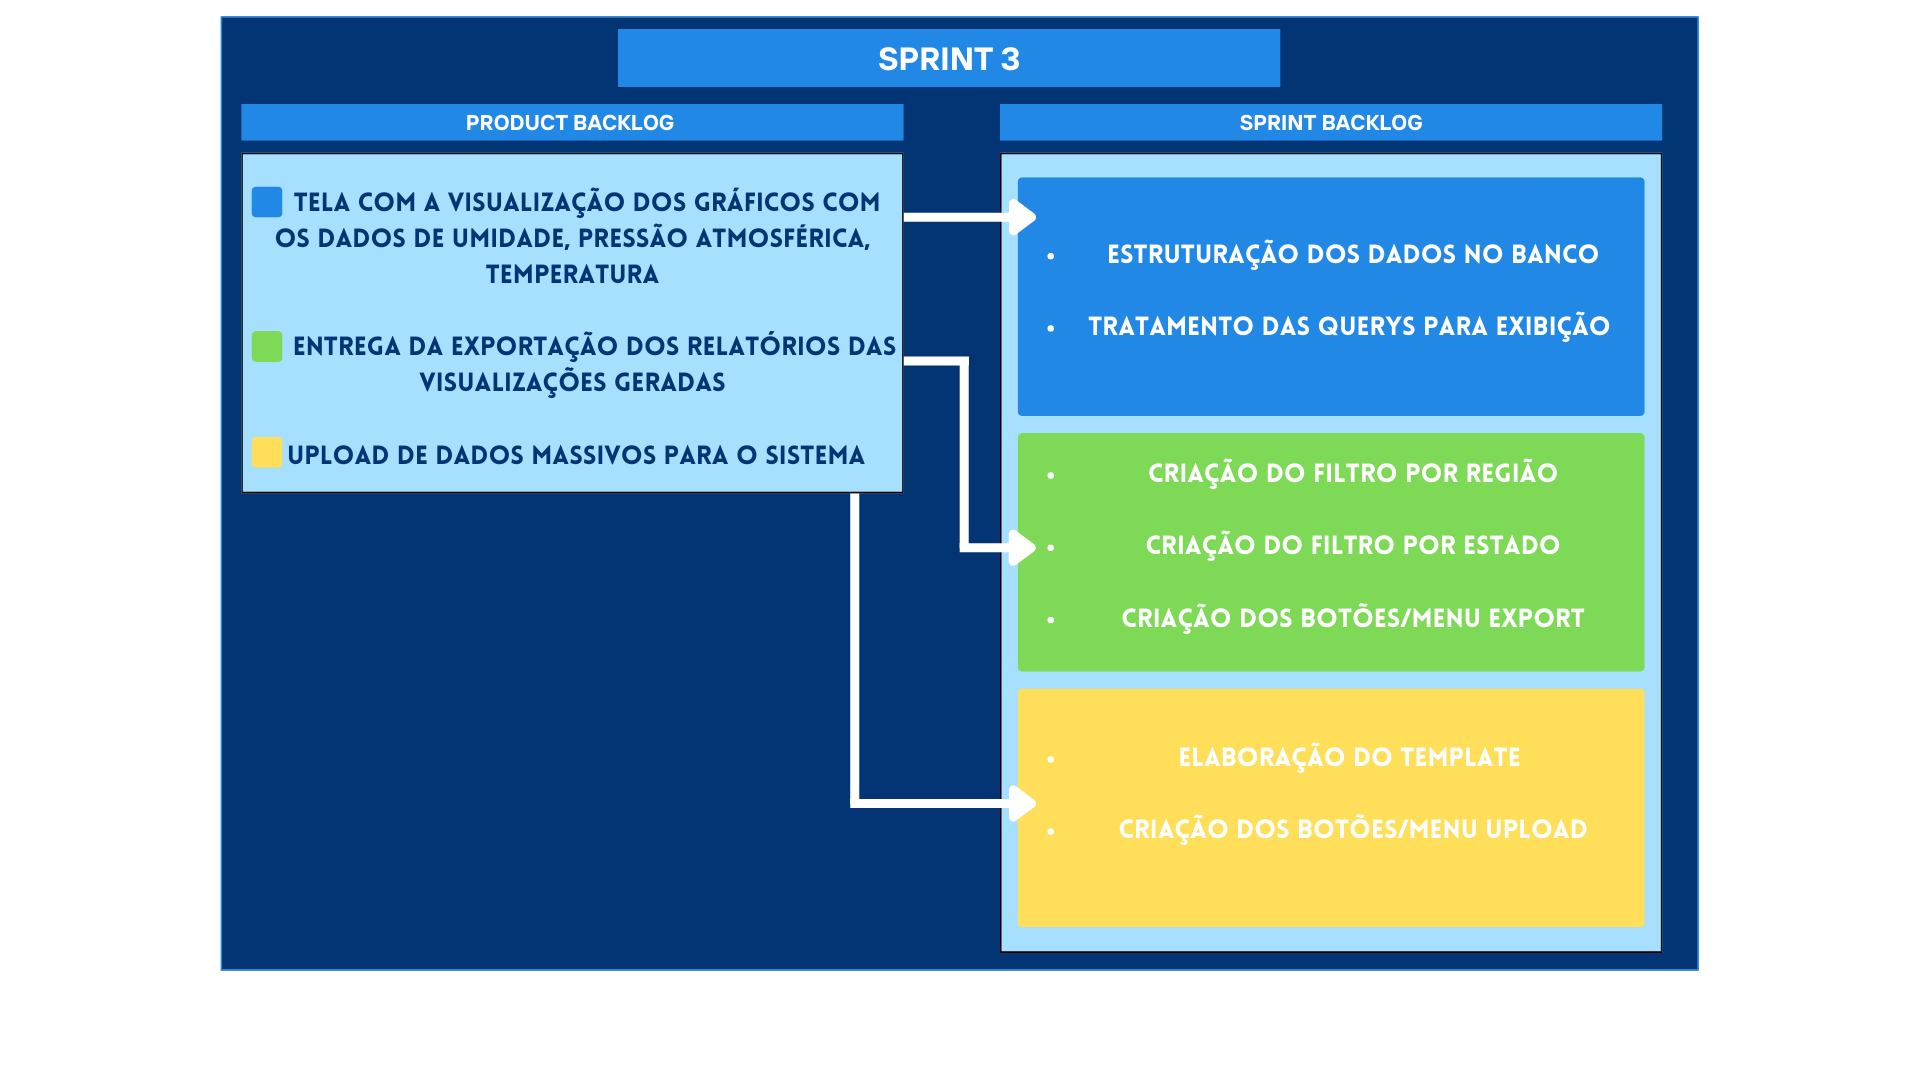 SPRINT 3
PRODUCT BACKLOG
TELA COM A VISUALIZAÇÃO DOS GRÁFICOS COM
OS DADOS DE UMIDADE, PRESSÃO ATMOSFÉRICA,
TEMPERATURA
ENTREGA DA EXPORTAÇÃO DOS RELATÓRIOS DAS
VISUALIZAÇÕES GERADAS
UPLOAD DE DADOS MASSIVOS PARA O SISTEMA
SPRINT BACKLOG
• ESTRUTURAÇÃO DOS DADOS NO BANCO
• TRATAMENTO DAS QUERYS PARA EXIBIÇÃO
• CRIAÇÃO DO FILTRO POR REGIÃO
• CRIAÇÃO DO FILTRO POR ESTADO
• CRIAÇÃO DOS BOTÕES/MENU EXPORT
• ELABORAÇÃO DO TEMPLATE
• CRIAÇÃO DOS BOTÕES/MENU UPLOAD